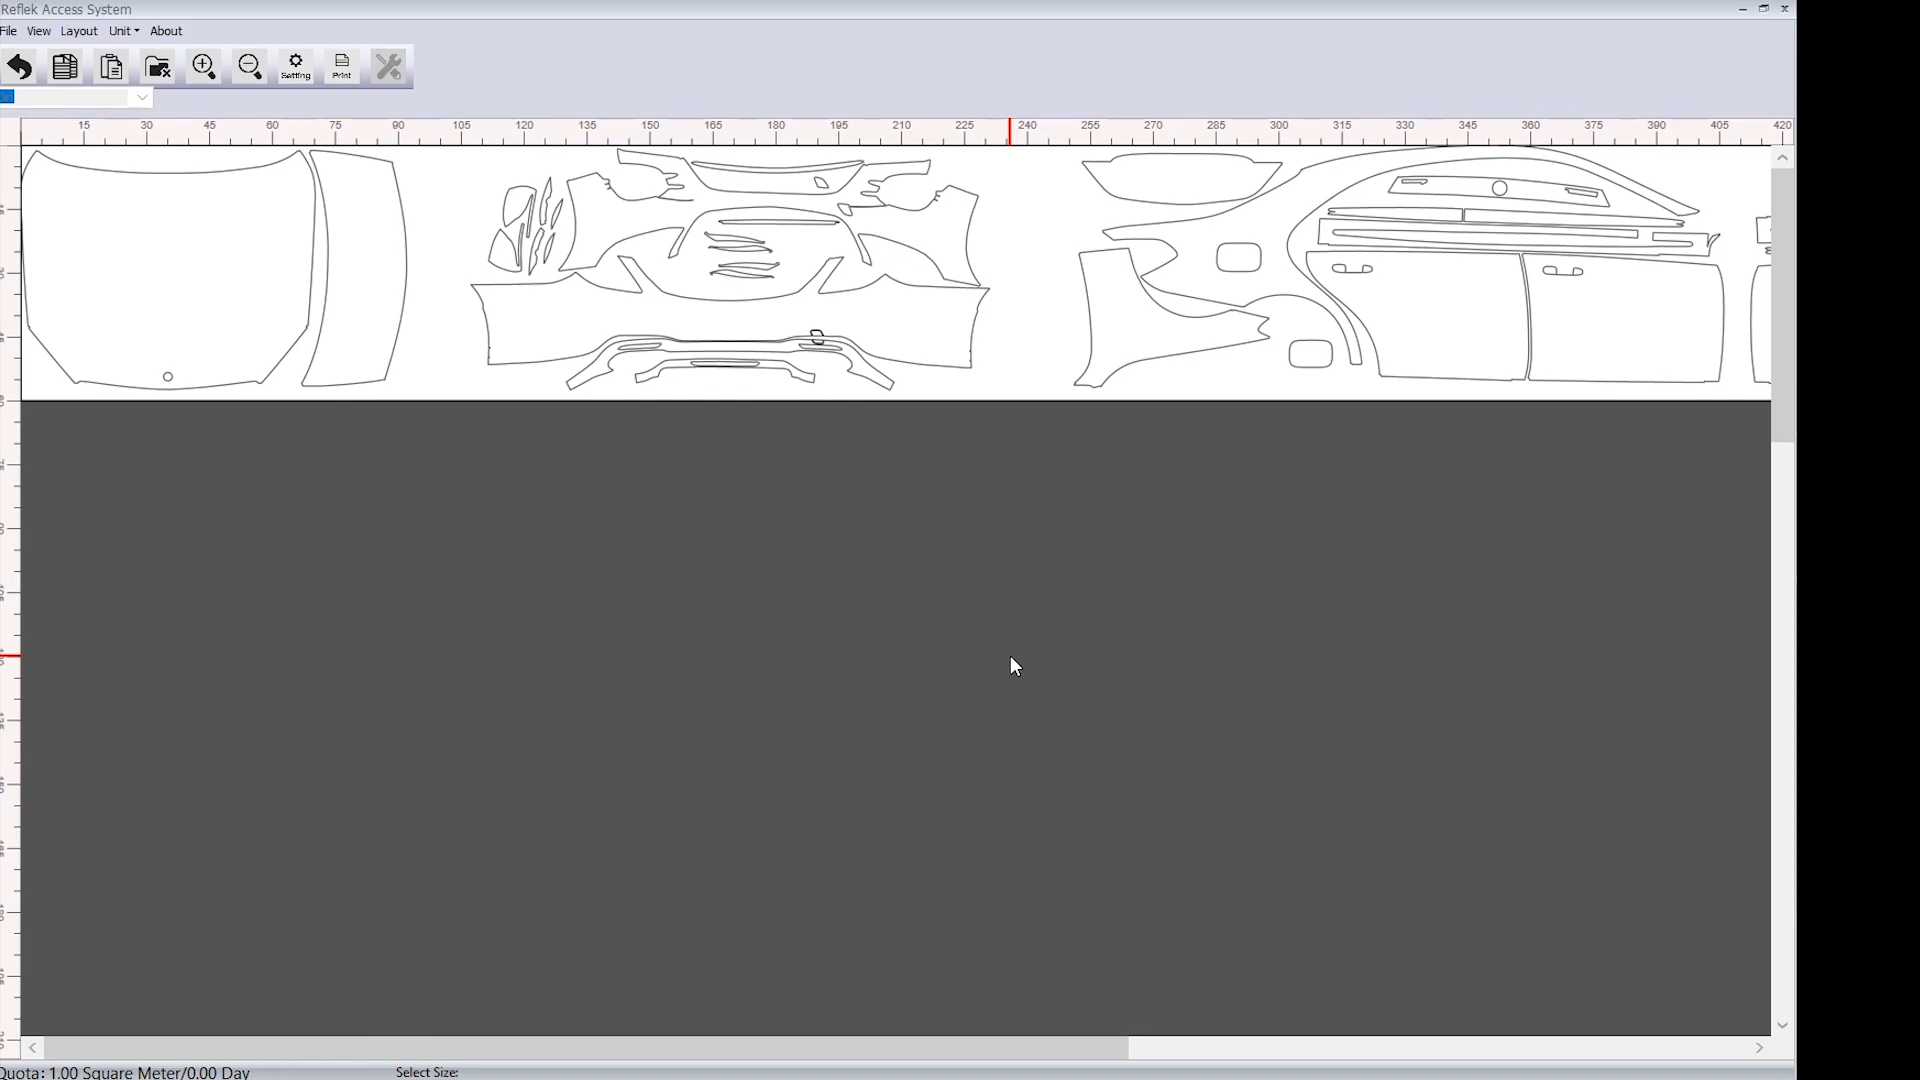 Reflek Access System
File View Layout Unit About
Setting Print
15 30 45 60 75 90 105 120 135 150 165 180 195 210 225 240 255 270 285 300 315 330 345 360 375 390 405 420
Quota: 1.00 Square Meter/0.00 Day Select Size: